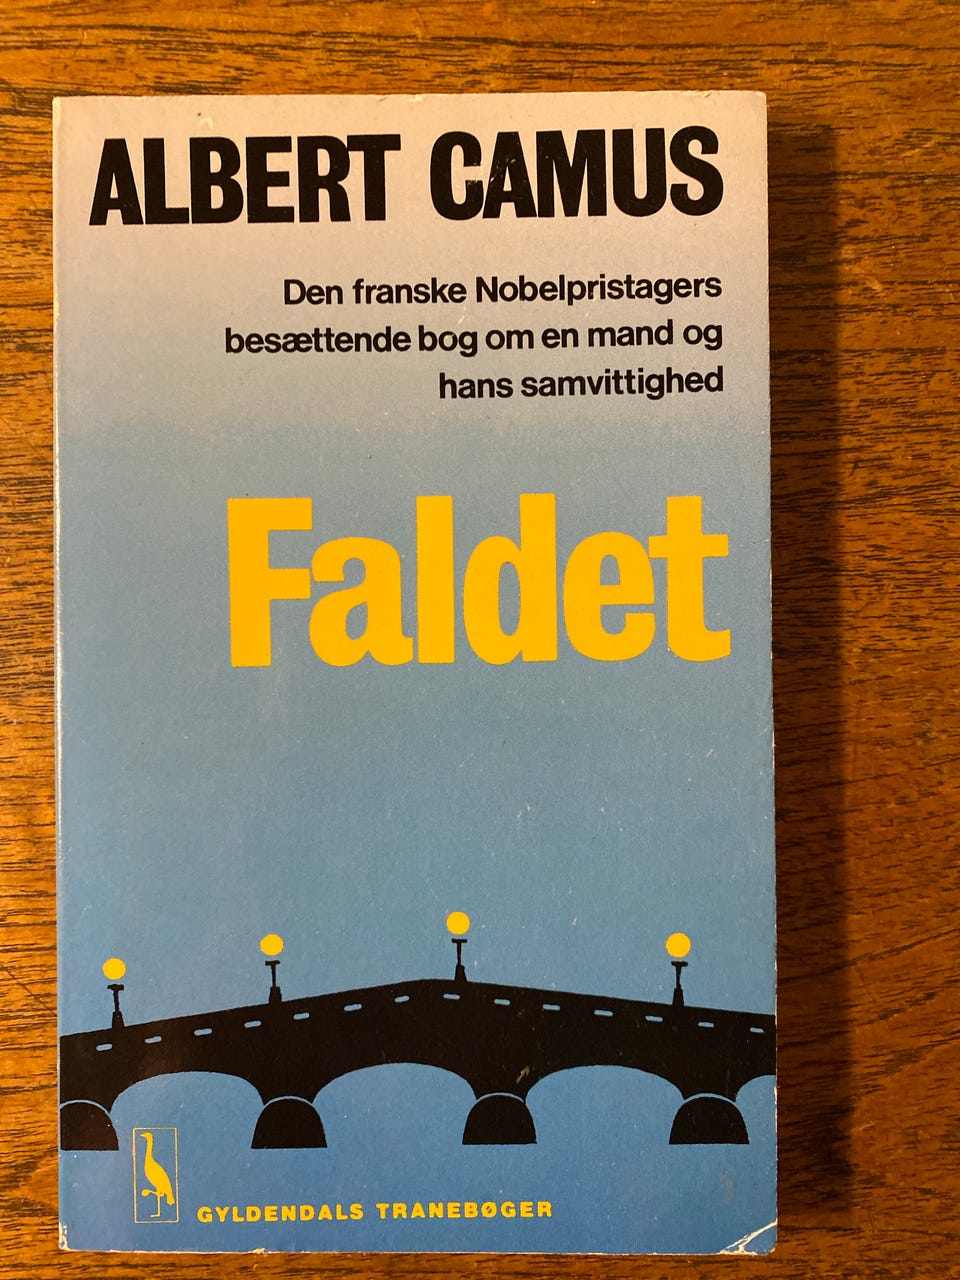 ALBERT CAMUS
Den franske Nobelpristagers
besættende bog om en mand og
hans samvittighed
Faldet
GYLDENDALS TRANEBØGER